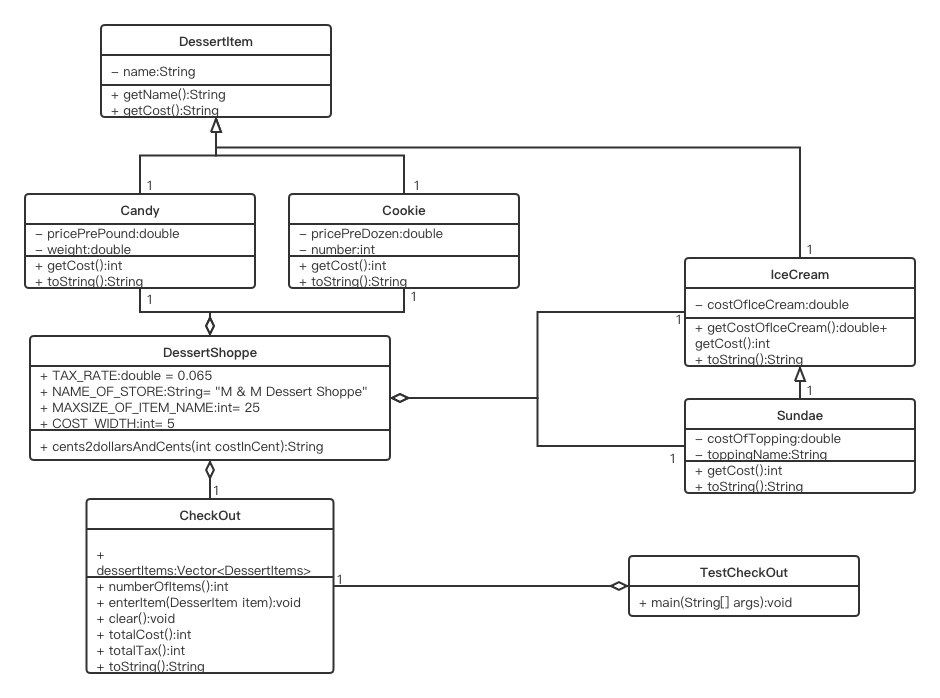 DessertItem
– name:String
+ getName():String
+ getCost():String
1
1
Candy
– pricePrePound:double
– weight:double
+ getCost():int
+ toString():String
Cookie
– pricePreDozen:double
– number:int
+ getCost():int
+ toString():String
1
IceCream
– costOfIceCream:double
+ getCostOfIceCream():double+
getCost():int
+ toString():String
1
1
1
DessertShoppe
+ TAX_RATE:double = 0.065
+ NAME_OF_STORE:String= "M & M Dessert Shoppe"
+ MAXSIZE_OF_ITEM_NAME:int= 25
+ COST_WIDTH:int= 5
+ cents2dollarsAndCents(int costInCent):String
1
Sundae
– costOfTopping:double
– toppingName:String
+ getCost():int
+ toString():String
1
1
CheckOut
+
dessertItems:Vector<DessertItems>
+ numberOfItems():int
+ enterItem(DesserItem item):void
+ clear():void
+ totalCost():int
+ totalTax():int
+ toString():String
1
TestCheckOut
+ main(String[] args):void